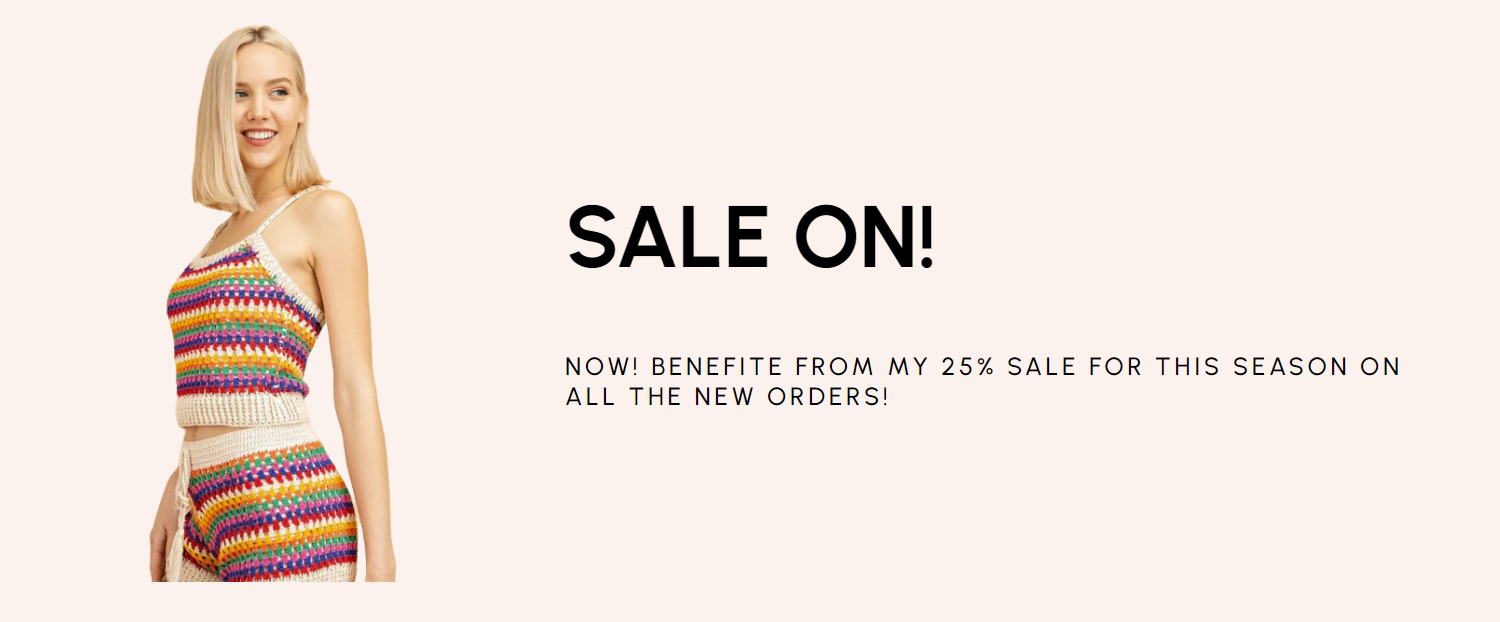 SALE ON!
NOW! BENEFITE FROM MY 25% SALE FOR THIS SEASON ON
ALL THE NEW ORDERS!